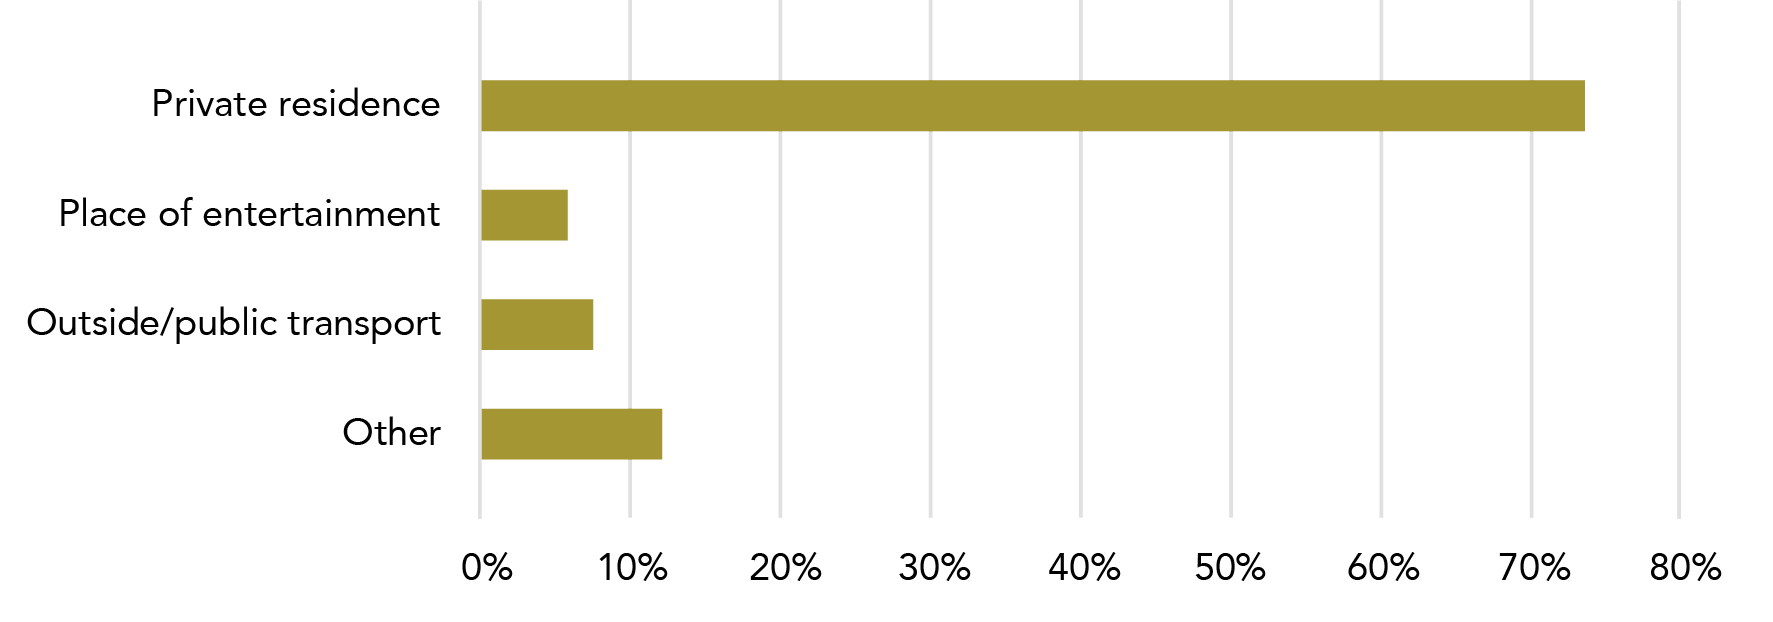 Private residence
Place of entertainment
Outside/public transport
Other
0% 10% 20% 30% 40% 50% 60% 70% 80%